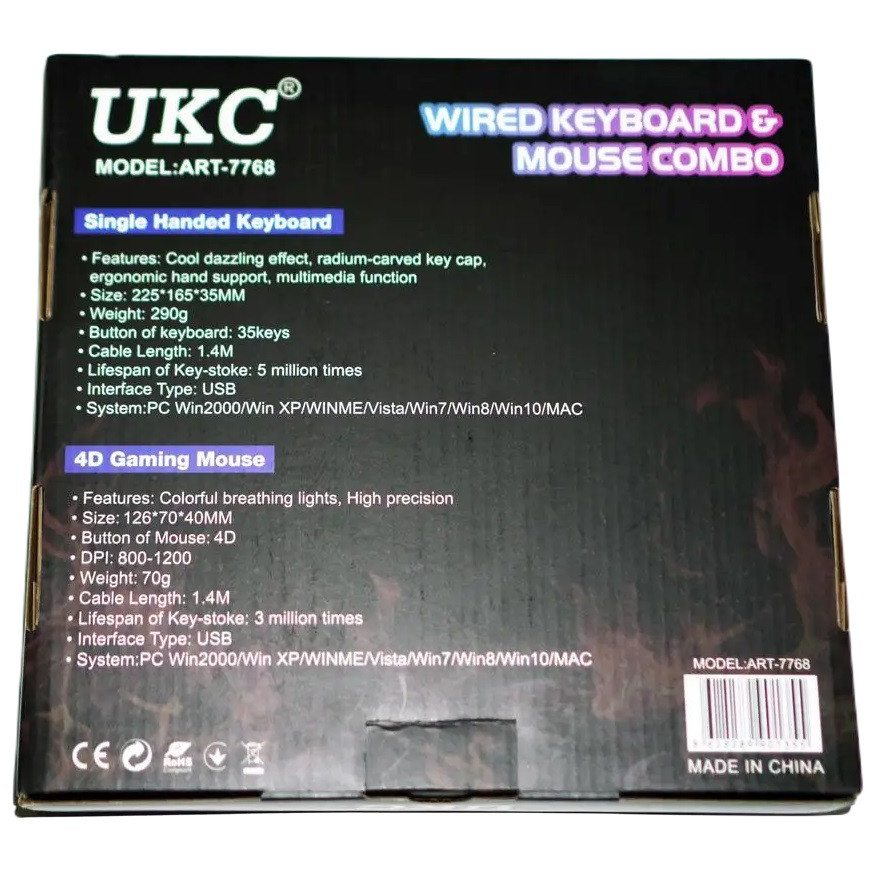 UKC®
MODEL:ART-7768
WIRED KEYBOARD &
MOUSE COMBO
Single Handed Keyboard
• Features: Cool dazzling effect, radium-carved key cap,
ergonomic hand support, multimedia function
• Size: 225*165*35MM
• Weight: 290g
• Button of keyboard: 35keys
• Cable Length: 1.4M
• Lifespan of Key-stoke: 5 million times
• Interface Type: USB
• System:PC Win2000/Win XP/WINME/Vista/Win7/Win8/Win10/MAC
4D Gaming Mouse
• Features: Colorful breathing lights, High precision
• Size: 126*70*40MM
• Button of Mouse: 4D
• DPI: 800-1200
• Weight: 70g
• Cable Length: 1.4M
• Lifespan of Key-stoke: 3 million times
• Interface Type: USB
• System:PC Win2000/Win XP/WINME/Vista/Win7/Win8/Win10/MAC
CE
RoHS
MODEL:ART-7768
MADE IN CHINA